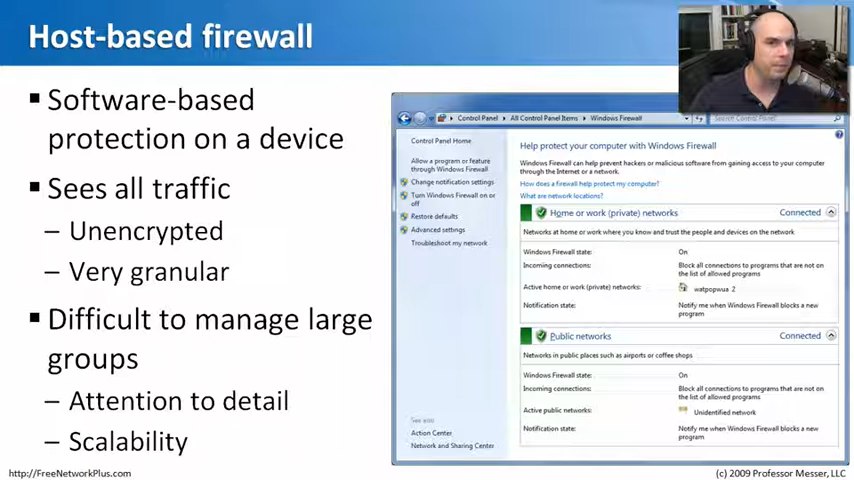 Host-based firewall
▪ Software-based
protection on a device
▪ Sees all traffic
– Unencrypted
– Very granular
▪ Difficult to manage large
groups
– Attention to detail
– Scalability
http://FreeNetworkPlus.com
Control Panel ▸ All Control Panel Items ▸ Windows Firewall
Search Control Panel
Control Panel Home
Allow a program or feature
through Windows Firewall
Change notification settings
Turn Windows Firewall on or
off
Restore defaults
Advanced settings
Troubleshoot my network
See also
Action Center
Network and Sharing Center
Help protect your computer with Windows Firewall
Windows Firewall can help prevent hackers or malicious software from gaining access to your computer
through the Internet or a network.
How does a firewall help protect my computer?
What are network locations?
Home or work (private) networks Connected
Networks at home or work where you know and trust the people and devices on the network
Windows Firewall state: On
Incoming connections: Block all connections to programs that are not on
the list of allowed programs
Active home or work (private) networks: watpopwua 2
Notification state: Notify me when Windows Firewall blocks a new
program
Public networks Connected
Networks in public places such as airports or coffee shops
Windows Firewall state: On
Incoming connections: Block all connections to programs that are not on
the list of allowed programs
Active public networks: Unidentified network
Notification state: Notify me when Windows Firewall blocks a new
program
(c) 2009 Professor Messer, LLC